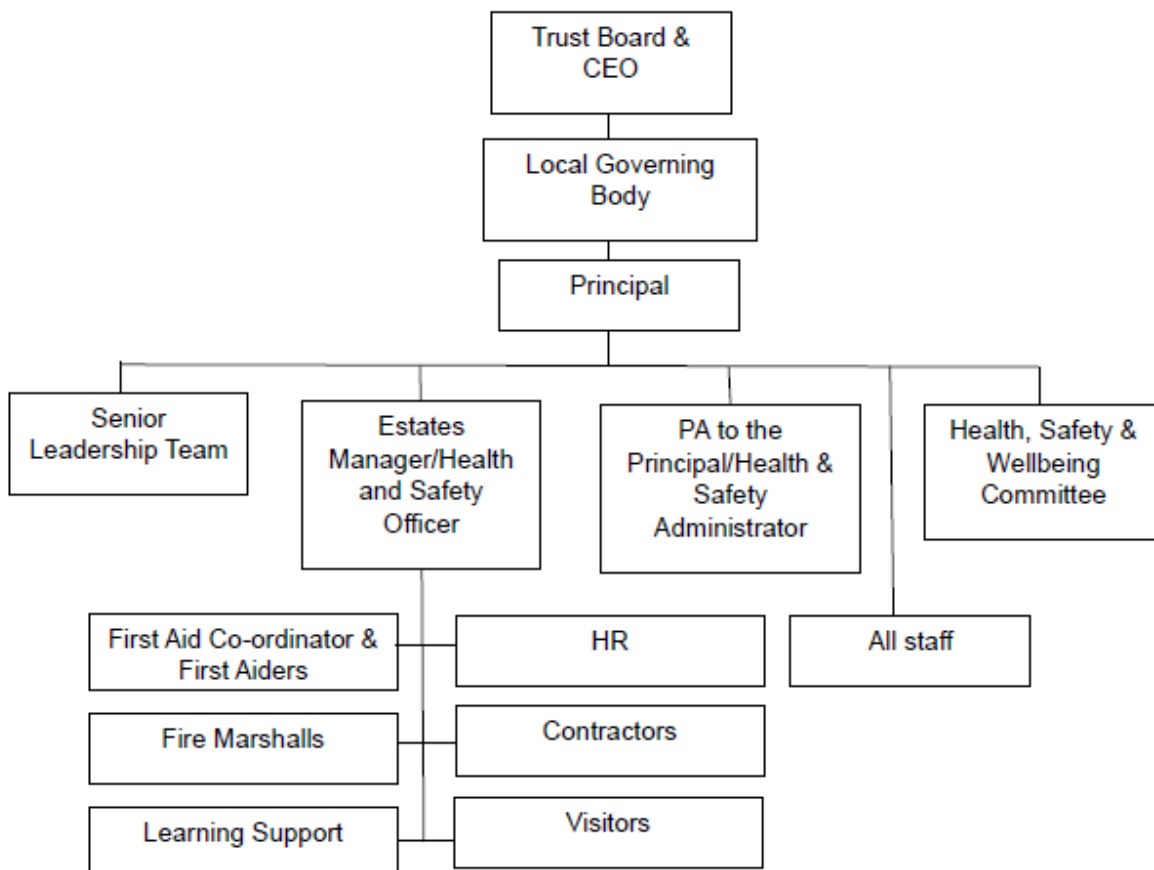 Trust Board &
CEO
Local Governing
Body
Principal
Senior
Leadership Team
Estates
Manager/Health
and Safety
Officer
PA to the
Principal/Health &
Safety
Administrator
Health, Safety &
Wellbeing
Committee
First Aid Co-ordinator &
First Aiders
HR
All staff
Fire Marshalls
Contractors
Learning Support
Visitors